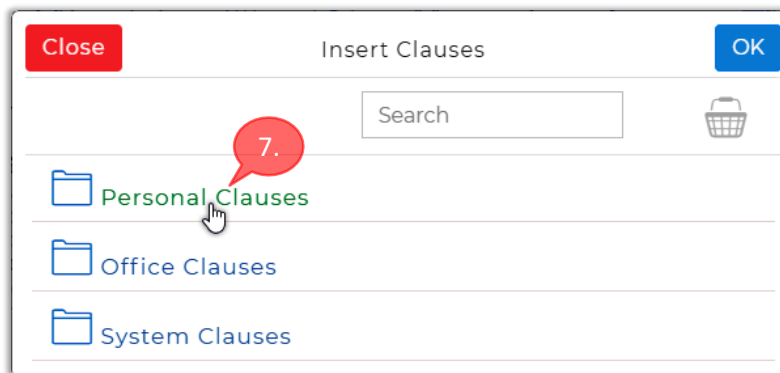 Close Insert Clauses OK
Search
7.
Personal Clauses
Office Clauses
System Clauses